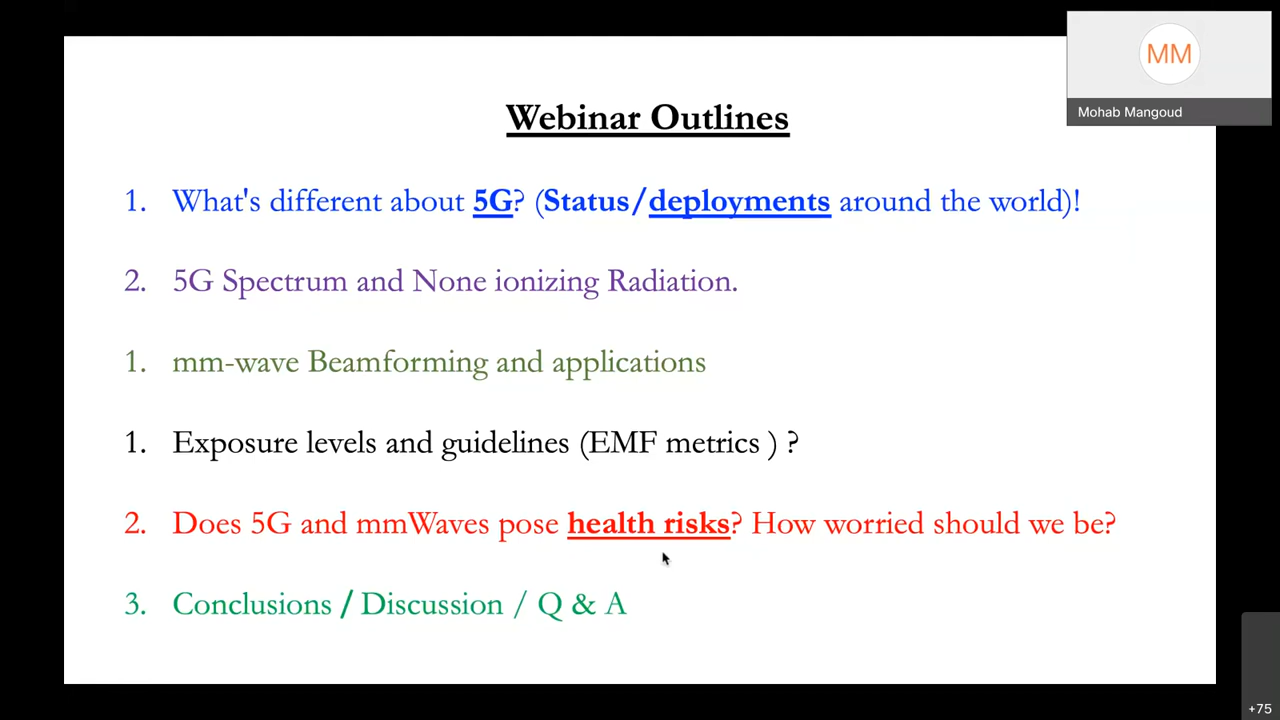 MM
Mohab Mangoud
Webinar Outlines
1. What's different about 5G? (Status/deployments around the world)!
2. 5G Spectrum and None ionizing Radiation.
1. mm-wave Beamforming and applications
1. Exposure levels and guidelines (EMF metrics ) ?
2. Does 5G and mmWaves pose health risks? How worried should we be?
3. Conclusions / Discussion / Q & A
+75